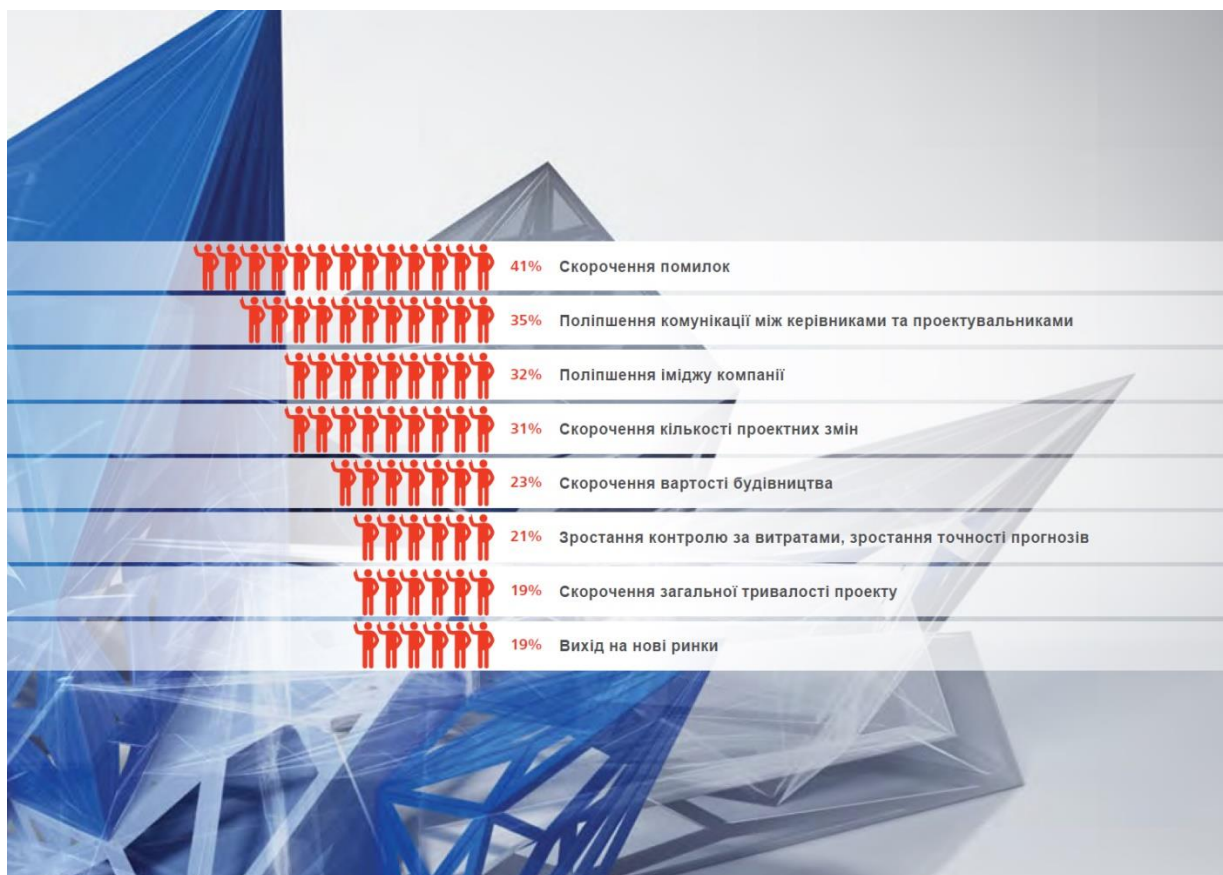 41% Скорочення помилок
35% Поліпшення комунікації між керівниками та проектувальниками
32% Поліпшення іміджу компанії
31% Скорочення кількості проектних змін
23% Скорочення вартості будівництва
21% Зростання контролю за витратами, зростання точності прогнозів
19% Скорочення загальної тривалості проекту
19% Вихід на нові ринки